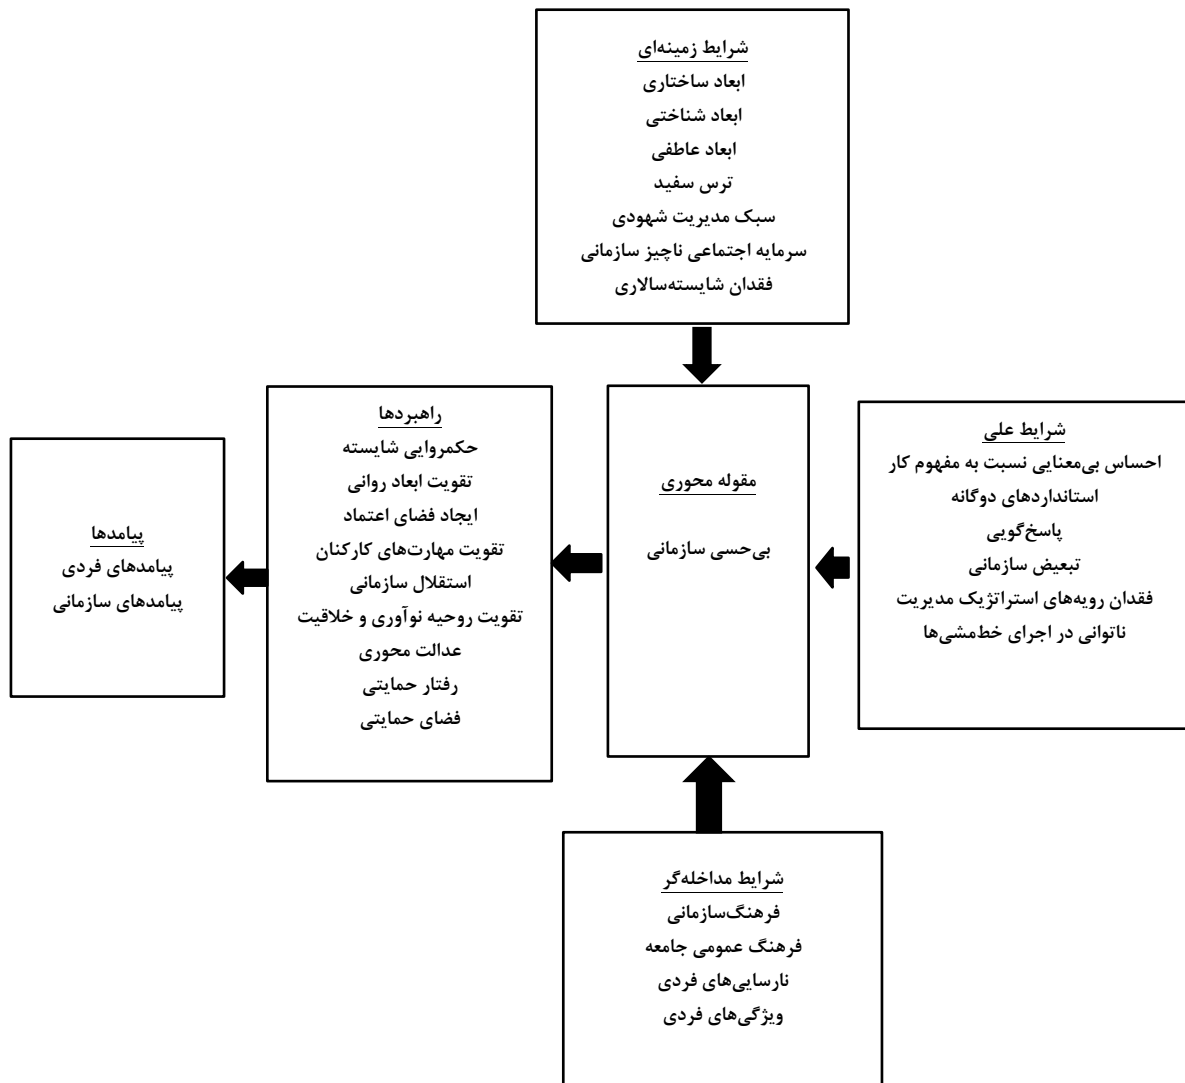 شرایط زمینه‌ای
ابعاد ساختاری
ابعاد شناختی
ابعاد عاطفی
ترس سفید
سبک مدیریت شهودی
سرمایه اجتماعی ناچیز سازمانی
فقدان شایسته‌سالاری
شرایط علی
احساس بی‌معنایی نسبت به مفهوم کار
استانداردهای دوگانه
پاسخ‌گویی
تبعیض سازمانی
فقدان رویه‌های استراتژیک مدیریت
ناتوانی در اجرای خط‌مشی‌ها
مقوله محوری
بی‌حسی سازمانی
راهبردها
حکمروایی شایسته
تقویت ابعاد روانی
ایجاد فضای اعتماد
تقویت مهارت‌های کارکنان
استقلال سازمانی
تقویت روحیه نوآوری و خلاقیت
عدالت محوری
رفتار حمایتی
فضای حمایتی
پیامدها
پیامدهای فردی
پیامدهای سازمانی
شرایط مداخله‌گر
فرهنگ‌سازمانی
فرهنگ عمومی جامعه
نارسایی‌های فردی
ویژگی‌های فردی